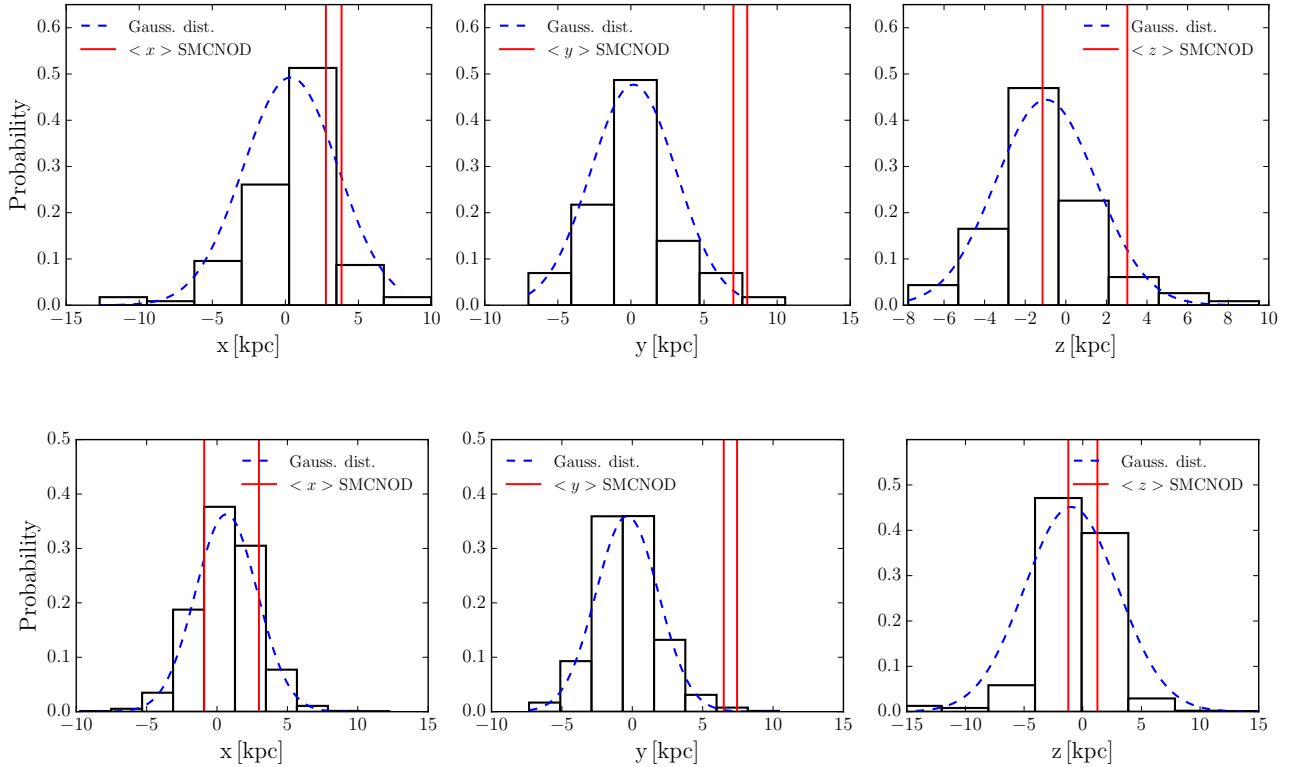 0.6
0.5
0.4
0.3
0.2
0.1
0.0
Probability
Gauss. dist.
< x > SMCNOD
−15 −10 −5 0 5 10
x [kpc]
0.6
0.5
0.4
0.3
0.2
0.1
0.0
Gauss. dist.
< y > SMCNOD
−10 −5 0 5 10 15
y [kpc]
0.6
0.5
0.4
0.3
0.2
0.1
0.0
Gauss. dist.
< z > SMCNOD
−8 −6 −4 −2 0 2 4 6 8 10
z [kpc]
0.5
0.4
0.3
0.2
0.1
0.0
Probability
Gauss. dist.
< x > SMCNOD
−10 −5 0 5 10 15
x [kpc]
0.5
0.4
0.3
0.2
0.1
0.0
Gauss. dist.
< y > SMCNOD
−10 −5 0 5 10 15
y [kpc]
0.5
0.4
0.3
0.2
0.1
0.0
Gauss. dist.
< z > SMCNOD
−15 −10 −5 0 5 10 15
z [kpc]